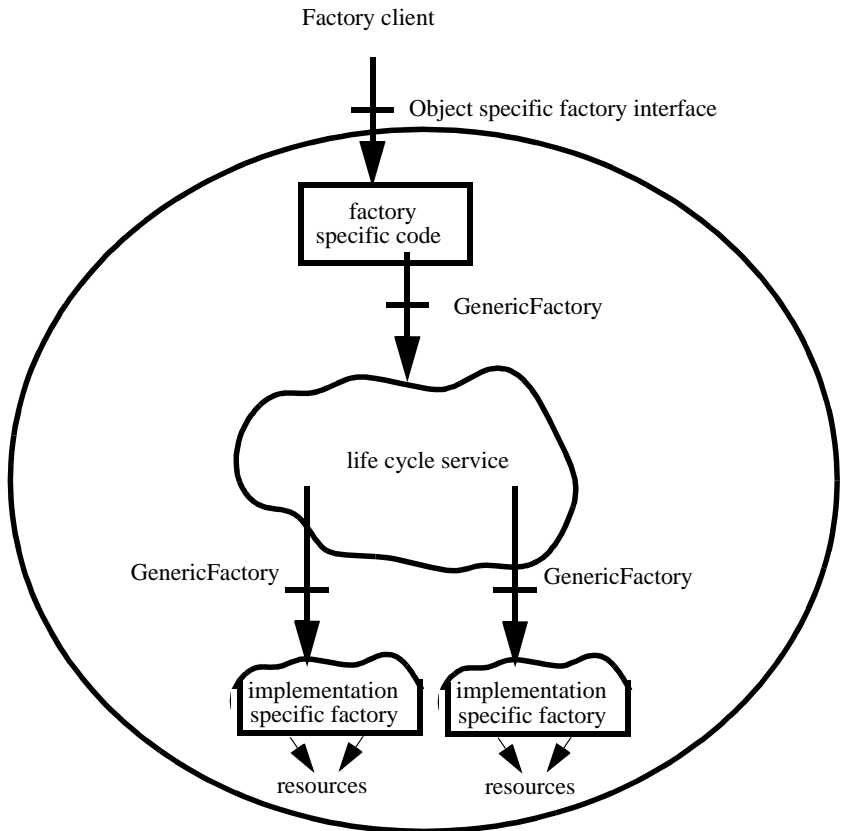 Factory client
Object specific factory interface
factory
specific code
GenericFactory
life cycle service
GenericFactory
GenericFactory
implementation
specific factory
implementation
specific factory
resources
resources